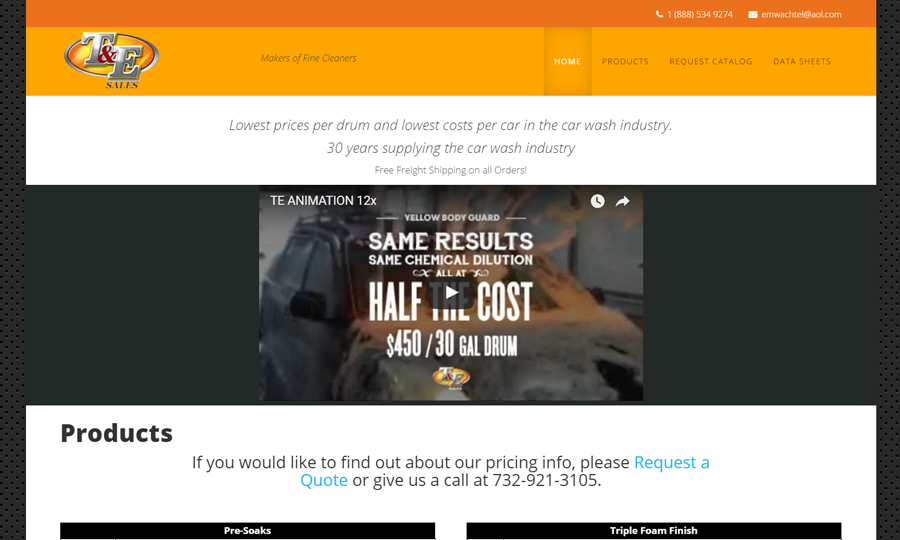 1 (888) 534 9274 emwachtel@aol.com
T&E
SALES
Makers of Fine Cleaners
HOME PRODUCTS REQUEST CATALOG DATA SHEETS
Lowest prices per drum and lowest costs per car in the car wash industry.
30 years supplying the car wash industry
Free Freight Shipping on all Orders!
TE ANIMATION 12x
YELLOW BODY GUARD
SAME RESULTS
SAME CHEMICAL DILUTION
ALL AT
HALF THE COST
$450 / 30 GAL DRUM
T&E
SALES
Products
If you would like to find out about our pricing info, please Request a
Quote or give us a call at 732-921-3105.
Pre-Soaks
Triple Foam Finish